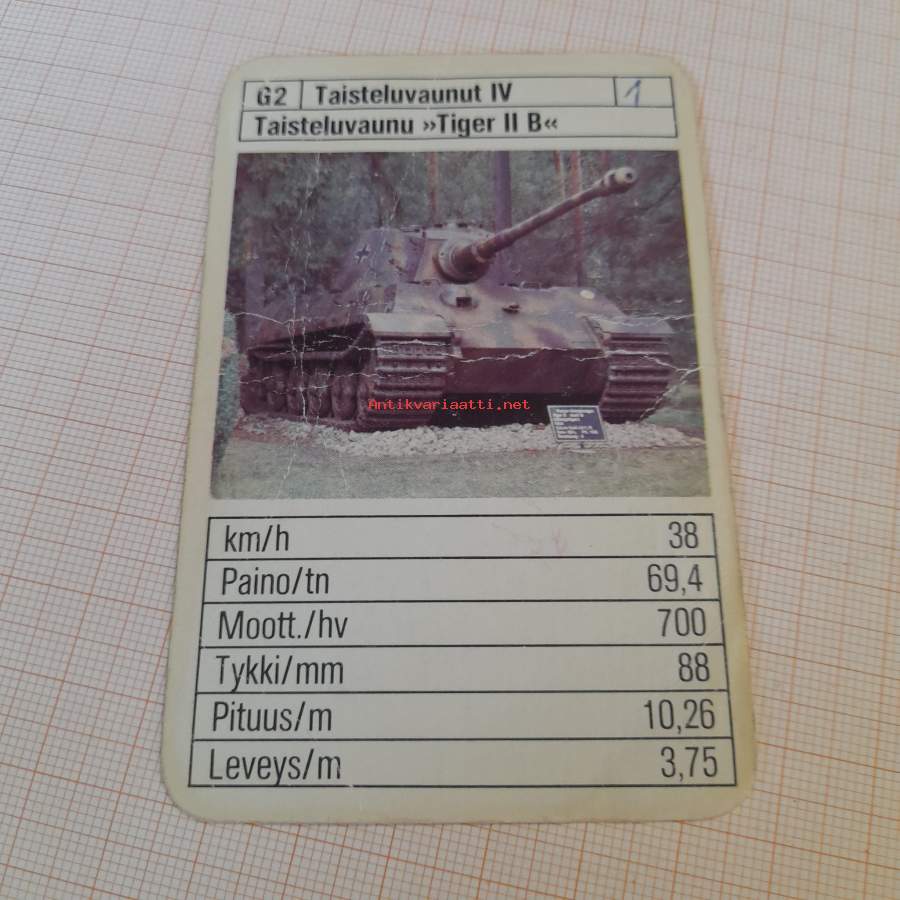 G2 Taisteluvaunut IV 1
Taisteluvaunu »Tiger II B«
Antikvariaatti.net
km/h 38
Paino/tn 69,4
Moott./hv 700
Tykki/mm 88
Pituus/m 10,26
Leveys/m 3,75